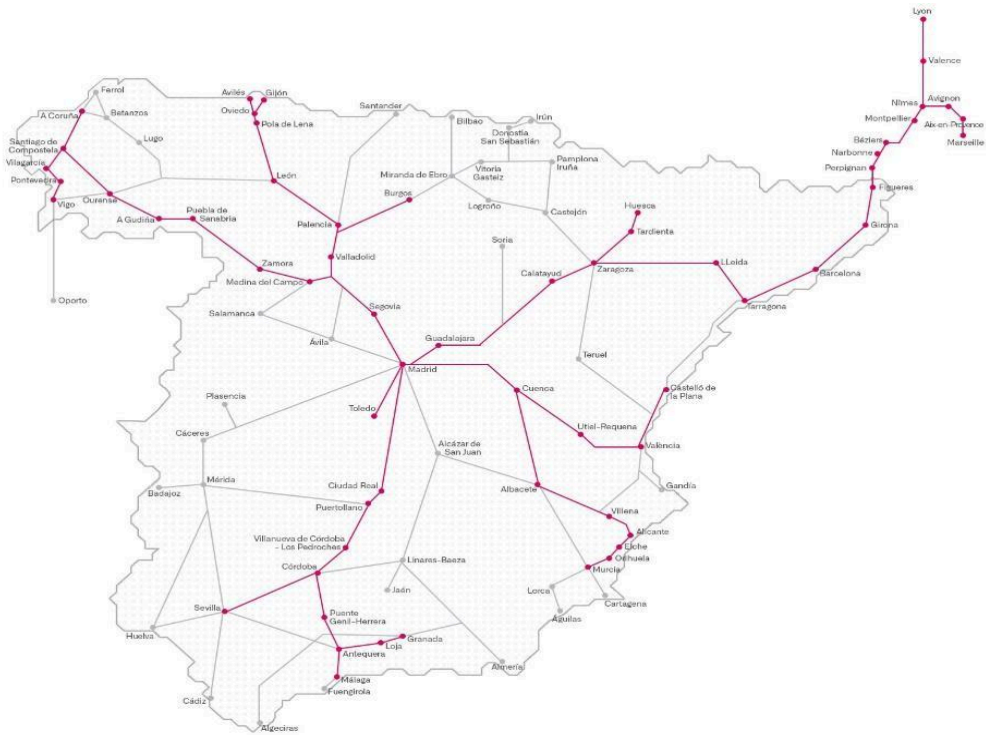 Lyon
Valence
Nîmes
Avignon
Montpellier
Aix-en-Provence
Marseille
Béziers
Narbonne
Perpignan
Figueres
Girona
Barcelona
Tarragona
LLeida
Ferrol
A Coruña
Betanzos
Santiago de
Compostela
Lugo
Vilagarcía
Pontevedra
Vigo
Ourense
A Gudiña
Puebla de
Sanabria
Oporto
Avilés
Gijón
Oviedo
Pola de Lena
León
Santander
Bilbao
Irún
Donostia
San Sebastián
Miranda de Ebro
Vitoria
Gasteiz
Pamplona
Iruña
Burgos
Logroño
Castejón
Palencia
Valladolid
Zamora
Medina del Campo
Salamanca
Segovia
Ávila
Soria
Huesca
Tardienta
Calatayud
Zaragoza
Guadalajara
Madrid
Teruel
Toledo
Cuenca
Castelló de
la Plana
Utiel-Requena
València
Plasencia
Cáceres
Alcázar de
San Juan
Mérida
Badajoz
Ciudad Real
Puertollano
Albacete
Gandía
Villena
Alicante
Elche
Orihuela
Murcia
Villanueva de Córdoba
- Los Pedroches
Córdoba
Linares-Baeza
Jaén
Lorca
Cartagena
Águilas
Sevilla
Huelva
Puente
Genil-Herrera
Granada
Loja
Antequera
Almería
Málaga
Fuengirola
Cádiz
Algeciras